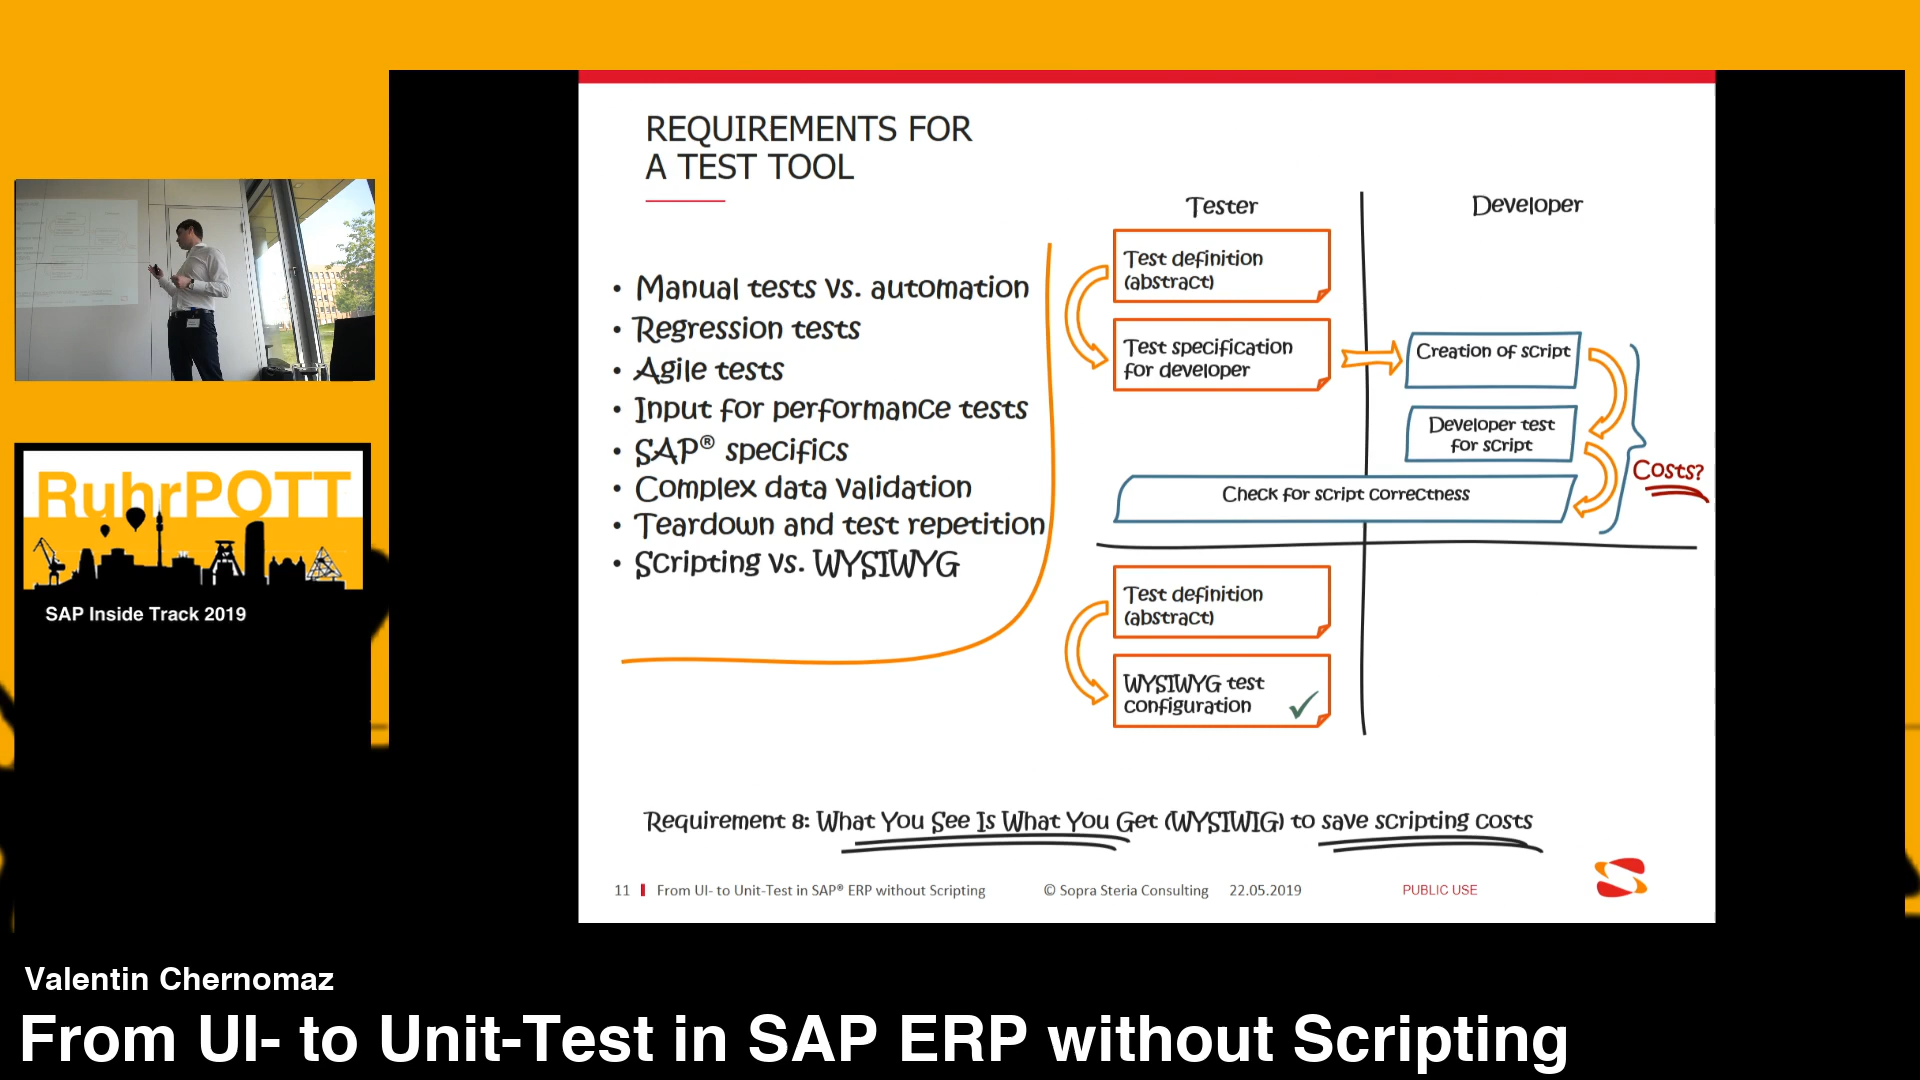 REQUIREMENTS FOR
A TEST TOOL
• Manual tests vs. automation
• Regression tests
• Agile tests
• Input for performance tests
• SAP® specifics
• Complex data validation
• Teardown and test repetition
• Scripting vs. WYSIWYG
Tester
Developer
Test definition
(abstract)
Test specification
for developer
Creation of script
Developer test
for script
Check for script correctness
Costs?
Test definition
(abstract)
WYSIWYG test
configuration
Requirement 8: What You See Is What You Get (WYSIWIG) to save scripting costs
11 From UI- to Unit-Test in SAP® ERP without Scripting © Sopra Steria Consulting 22.05.2019 PUBLIC USE
RuhrPOTT
SAP Inside Track 2019
Valentin Chernomaz
From UI- to Unit-Test in SAP ERP without Scripting